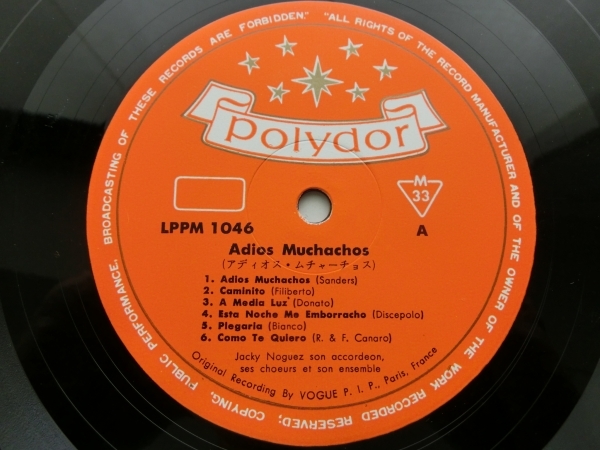 BROADCASTING OF THESE RECORDS ARE FORBIDDEN." "ALL RIGHTS OF THE RECORD MANUFACTURER AND OF THE OWNER OF THE WORK RECORDED RESERVED; COPYING, PUBLIC PERFORMANCE,
Polydor
M
33
LPPM 1046
A
Adios Muchachos
(アディオス・ムチャーチョス)
1. Adios Muchachos (Sanders)
2. Caminito (Filiberto)
3. A Media Luz (Donato)
4. Esta Noche Me Emborracho (Discepolo)
5. Plegaria (Bianco)
6. Como Te Quiero (R. & F. Canaro)
Jacky Noguez son accordeon,
ses choeurs et son ensemble
Original Recording By VOGUE P. I. P., Paris, France